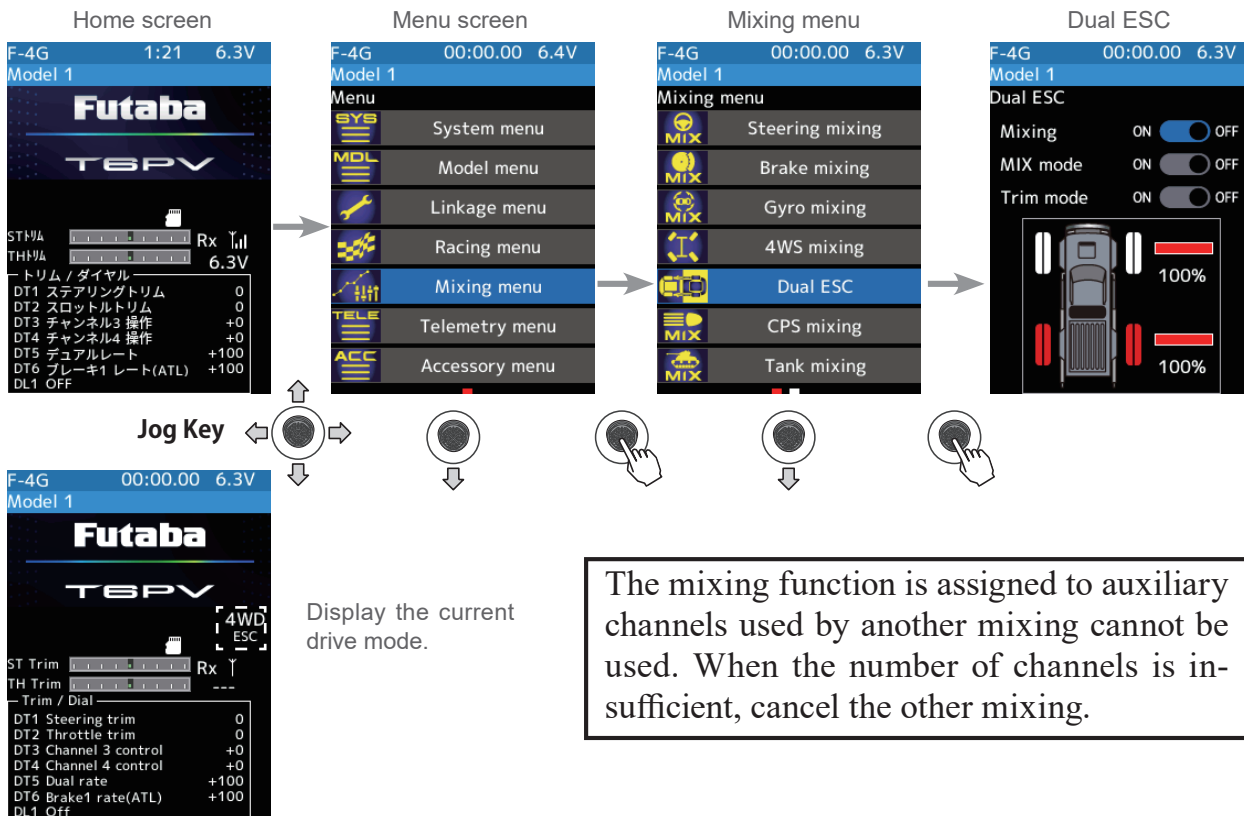 Home screen
F-4G 1:21 6.3V
Model 1
Futaba
T6PV
STトリム
Rx
THトリム
6.3V
トリム / ダイヤル
DT1 ステアリングトリム 0
DT2 スロットルトリム 0
DT3 チャンネル3 操作 +0
DT4 チャンネル4 操作 +0
DT5 デュアルレート +100
DT6 ブレーキ1 レート(ATL) +100
DL1 OFF
Menu screen
F-4G 00:00.00 6.4V
Model 1
Menu
SYS System menu
MDL Model menu
Linkage menu
Racing menu
Mixing menu
TELE Telemetry menu
ACC Accessory menu
Mixing menu
F-4G 00:00.00 6.3V
Model 1
Mixing menu
MIX Steering mixing
MIX Brake mixing
MIX Gyro mixing
4WS mixing
Dual ESC
MIX CPS mixing
MIX Tank mixing
Dual ESC
F-4G 00:00.00 6.3V
Model 1
Dual ESC
Mixing ON OFF
MIX mode ON OFF
Trim mode ON OFF
100%
100%
Jog Key
F-4G 00:00.00 6.3V
Model 1
Futaba
T6PV
4WD
ESC
ST Trim
Rx
TH Trim
---
Trim / Dial
DT1 Steering trim 0
DT2 Throttle trim 0
DT3 Channel 3 control +0
DT4 Channel 4 control +0
DT5 Dual rate +100
DT6 Brake1 rate(ATL) +100
DL1 Off
Display the current
drive mode.
The mixing function is assigned to auxiliary
channels used by another mixing cannot be
used. When the number of channels is in-
sufficient, cancel the other mixing.